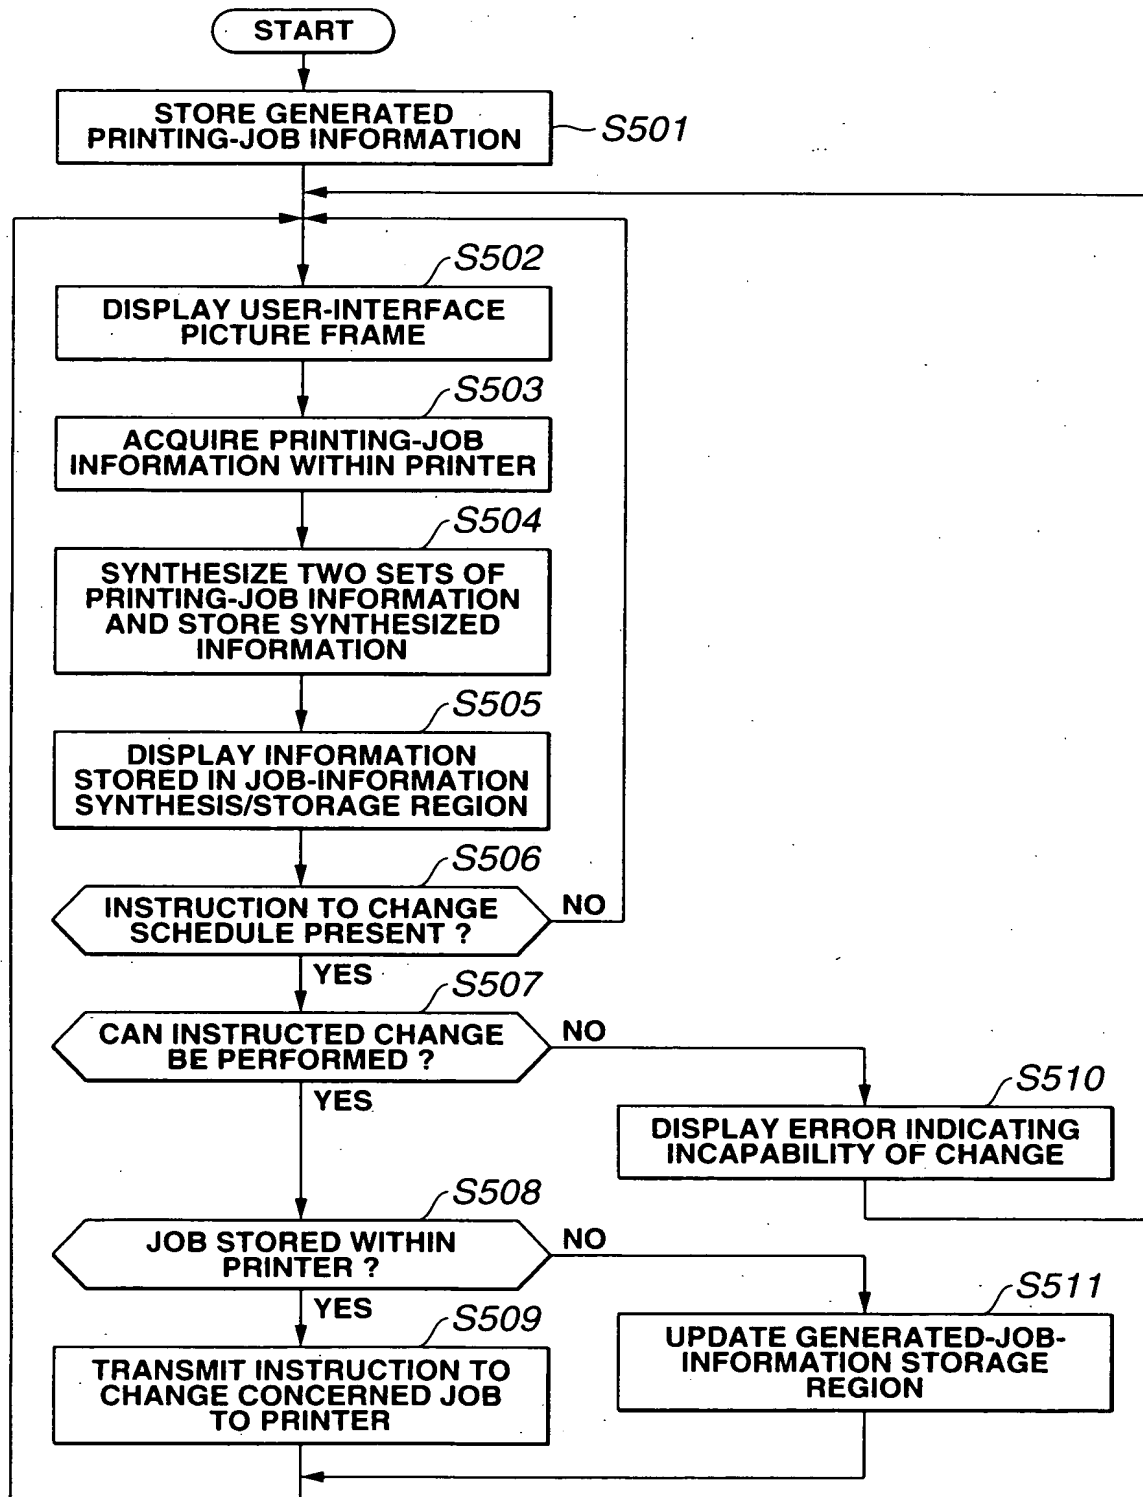 START
STORE GENERATED
PRINTING-JOB INFORMATION
S501
S502
DISPLAY USER-INTERFACE
PICTURE FRAME
S503
ACQUIRE PRINTING-JOB
INFORMATION WITHIN PRINTER
S504
SYNTHESIZE TWO SETS OF
PRINTING-JOB INFORMATION
AND STORE SYNTHESIZED
INFORMATION
S505
DISPLAY INFORMATION
STORED IN JOB-INFORMATION
SYNTHESIS/STORAGE REGION
S506
INSTRUCTION TO CHANGE
SCHEDULE PRESENT ?
NO
YES
S507
CAN INSTRUCTED CHANGE
BE PERFORMED ?
NO
YES
S510
DISPLAY ERROR INDICATING
INCAPABILITY OF CHANGE
S508
JOB STORED WITHIN
PRINTER ?
NO
YES
S511
UPDATE GENERATED-JOB-
INFORMATION STORAGE
REGION
S509
TRANSMIT INSTRUCTION TO
CHANGE CONCERNED JOB
TO PRINTER